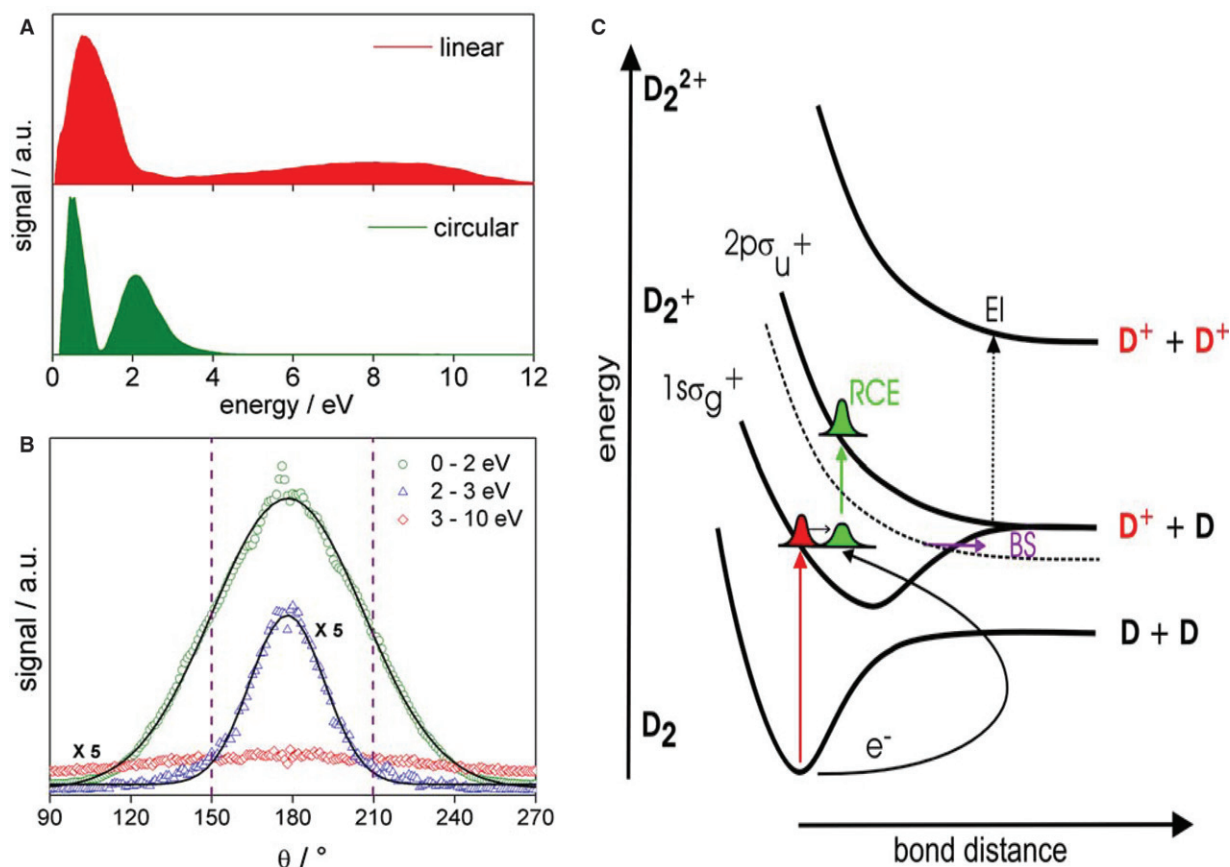 A
linear
circular
signal / a.u.
0 2 4 6 8 10 12
energy / eV
B
0 - 2 eV
2 - 3 eV
3 - 10 eV
X 5
X 5
signal / a.u.
90 120 150 180 210 240 270
θ / °
C
D₂²⁺
2pσᵤ⁺
EI
D₂⁺
D⁺ + D⁺
1sσg⁺
RCE
energy
D⁺ + D
BS
D + D
D₂
e⁻
bond distance